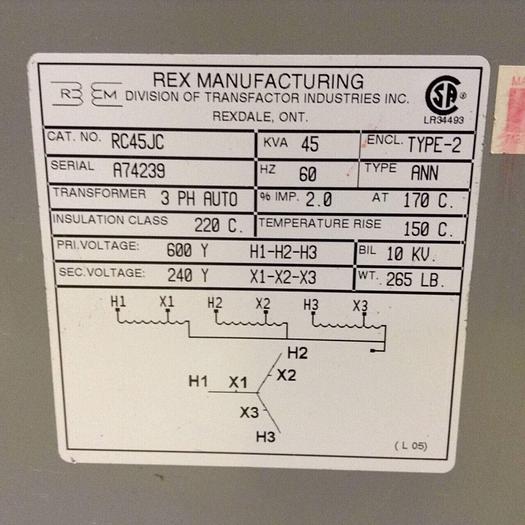 REX MANUFACTURING
R EM DIVISION OF TRANSFACTOR INDUSTRIES INC.
REXDALE, ONT.
LR34493
CAT. NO. RC45JC KVA 45 ENCL. TYPE-2
SERIAL A74239 HZ 60 TYPE ANN
TRANSFORMER 3 PH AUTO % IMP. 2.0 AT 170 C.
INSULATION CLASS 220 C. TEMPERATURE RISE 150 C.
PRI.VOLTAGE: 600 Y H1-H2-H3 BIL 10 KV.
SEC.VOLTAGE: 240 Y X1-X2-X3 WT. 265 LB.
H1 X1 H2 X2 H3 X3
H2
H1 X1 X2
X3
H3
(L 05)